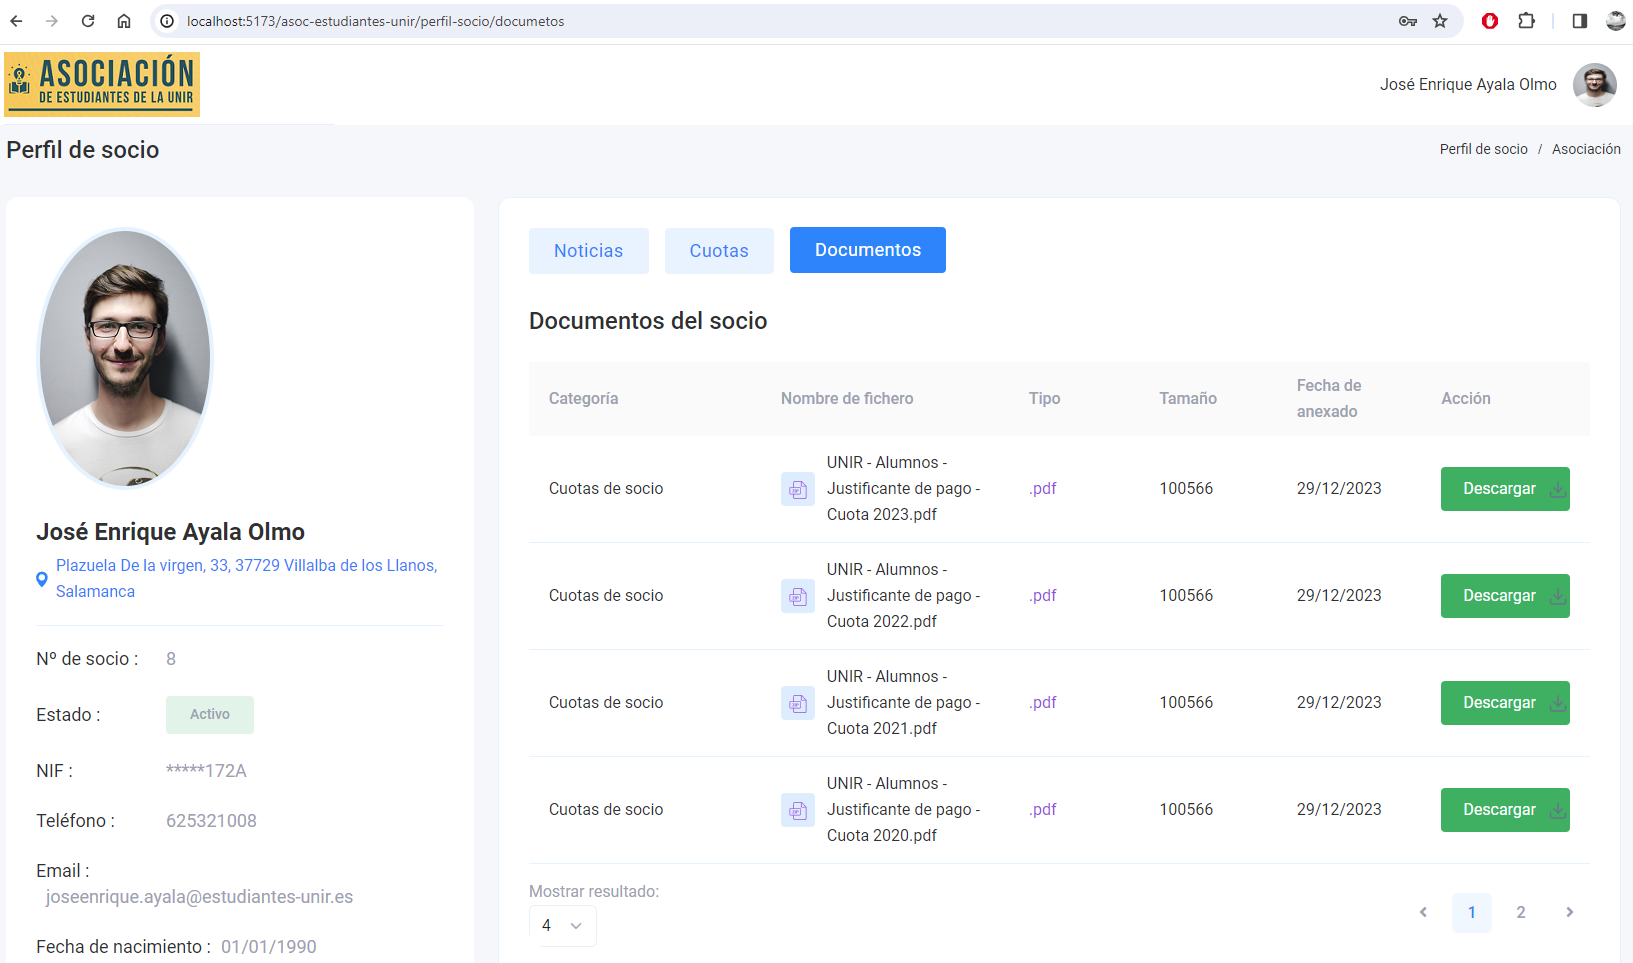 localhost:5173/asoc-estudiantes-unir/perfil-socio/documetos
ASOCIACIÓN
DE ESTUDIANTES DE LA UNIR
José Enrique Ayala Olmo
Perfil de socio
Perfil de socio / Asociación
José Enrique Ayala Olmo
Plazuela De la virgen, 33, 37729 Villalba de los Llanos,
Salamanca
Nº de socio : 8
Estado : Activo
NIF : *****172A
Teléfono : 625321008
Email :
joseenrique.ayala@estudiantes-unir.es
Fecha de nacimiento : 01/01/1990
Noticias Cuotas Documentos
Documentos del socio
Categoría Nombre de fichero Tipo Tamaño Fecha de anexado Acción
Cuotas de socio
UNIR - Alumnos -
Justificante de pago -
Cuota 2023.pdf
.pdf 100566 29/12/2023 Descargar
Cuotas de socio
UNIR - Alumnos -
Justificante de pago -
Cuota 2022.pdf
.pdf 100566 29/12/2023 Descargar
Cuotas de socio
UNIR - Alumnos -
Justificante de pago -
Cuota 2021.pdf
.pdf 100566 29/12/2023 Descargar
Cuotas de socio
UNIR - Alumnos -
Justificante de pago -
Cuota 2020.pdf
.pdf 100566 29/12/2023 Descargar
Mostrar resultado:
4
1 2